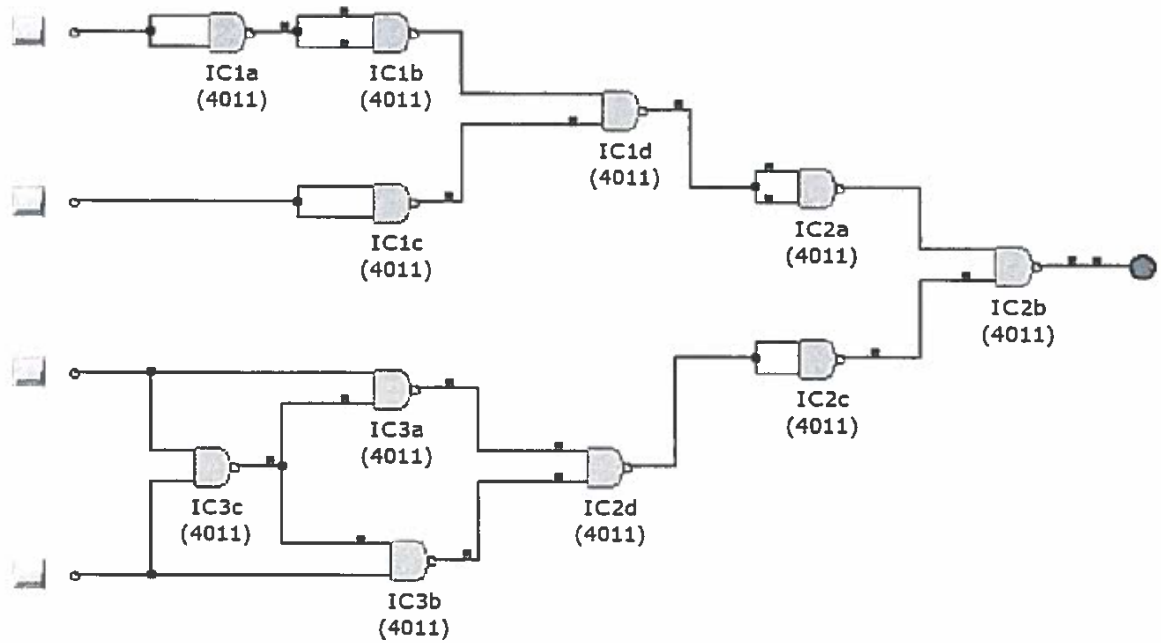 IC1a
(4011)
IC1b
(4011)
IC1d
(4011)
IC1c
(4011)
IC2a
(4011)
IC2b
(4011)
IC2c
(4011)
IC3a
(4011)
IC3c
(4011)
IC2d
(4011)
IC3b
(4011)